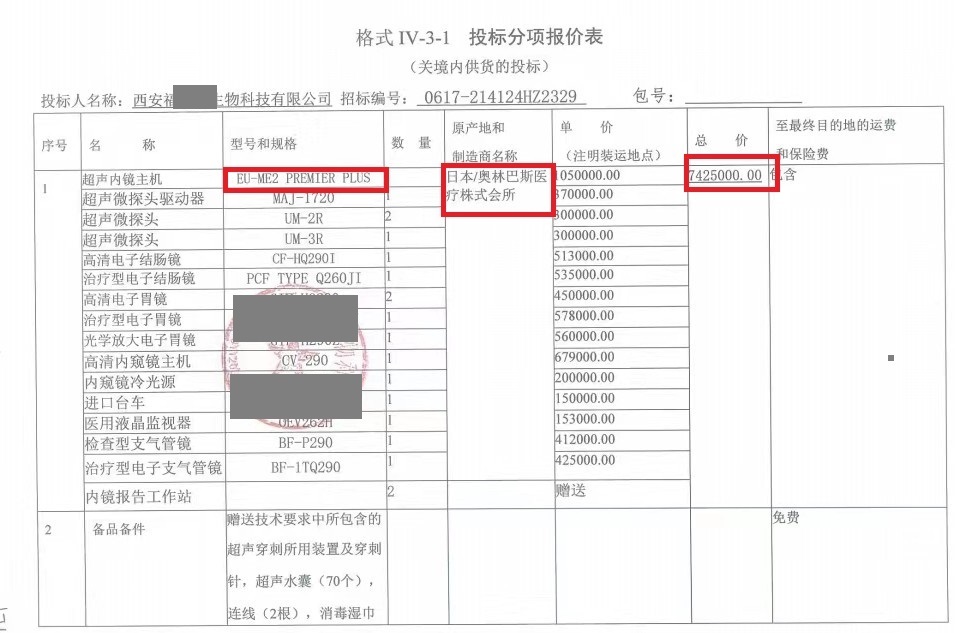 格式 IV-3-1 投标分项报价表
（关境内供货的投标）
投标人名称：西安福 生物科技有限公司 招标编号： 0617-214124HZ2329 包号：
序号 名 称 型号和规格 数 量 原产地和制造商名称 单 价（注明装运地点） 总 价 至最终目的地的运费和保险费
1 超声内镜主机 EU-ME2 PREMIER PLUS 日本/奥林巴斯医疗株式会所 1050000.00 7425000.00 包含
超声微探头驱动器 MAJ-1720 1 370000.00
超声微探头 UM-2R 2 300000.00
超声微探头 UM-3R 1 300000.00
高清电子结肠镜 CF-HQ290I 1 513000.00
治疗型电子结肠镜 PCF TYPE Q260JI 1 535000.00
高清电子胃镜 2 450000.00
治疗型电子胃镜 1 578000.00
光学放大电子胃镜 1 560000.00
高清内窥镜主机 CV-290 1 679000.00
内窥镜冷光源 1 200000.00
进口台车 1 150000.00
医用液晶监视器 OEV262H 1 153000.00
检查型支气管镜 BF-P290 1 412000.00
治疗型电子支气管镜 BF-1TQ290 1 425000.00
内镜报告工作站 2 赠送
2 备品备件 赠送技术要求中所包含的 免费
超声穿刺所用装置及穿刺
针，超声水囊（70个），
连线（2根），消毒湿巾